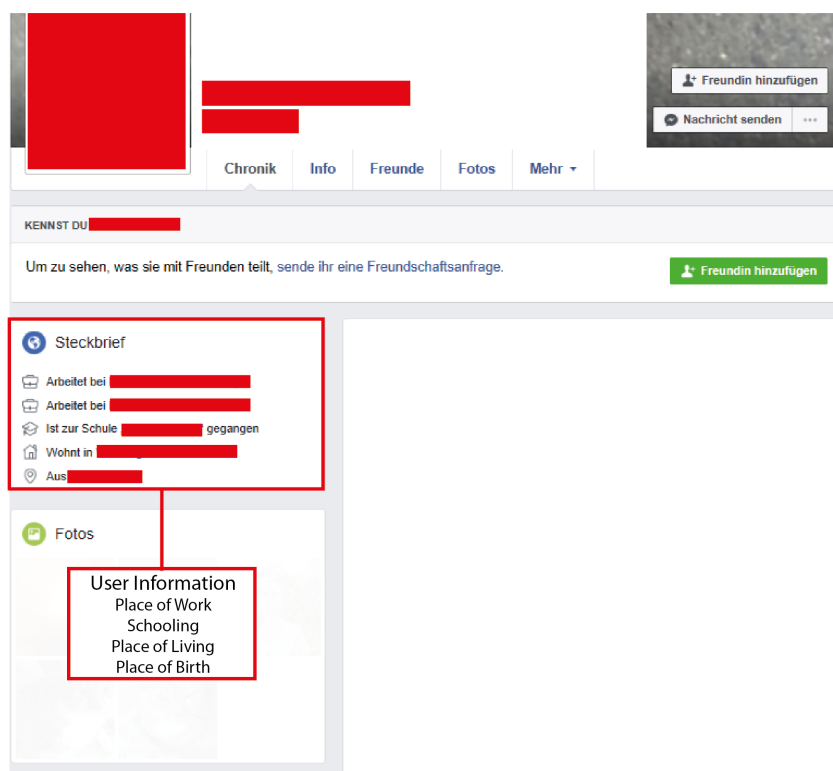 Freundin hinzufügen
Nachricht senden
Chronik Info Freunde Fotos Mehr
KENNST DU
Um zu sehen, was sie mit Freunden teilt, sende ihr eine Freundschaftsanfrage.
Freundin hinzufügen
Steckbrief
Arbeitet bei
Arbeitet bei
Ist zur Schule gegangen
Wohnt in
Aus
Fotos
User Information
Place of Work
Schooling
Place of Living
Place of Birth